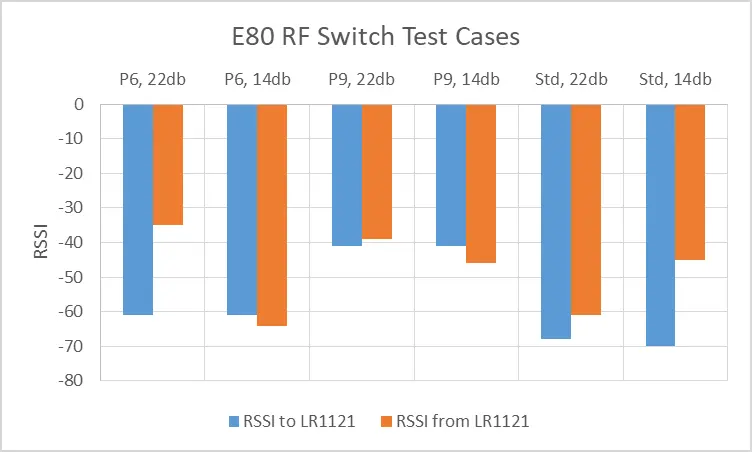 E80 RF Switch Test Cases
P6, 22db P6, 14db P9, 22db P9, 14db Std, 22db Std, 14db
0
-10
-20
-30
-40
-50
-60
-70
-80
RSSI
RSSI to LR1121 RSSI from LR1121